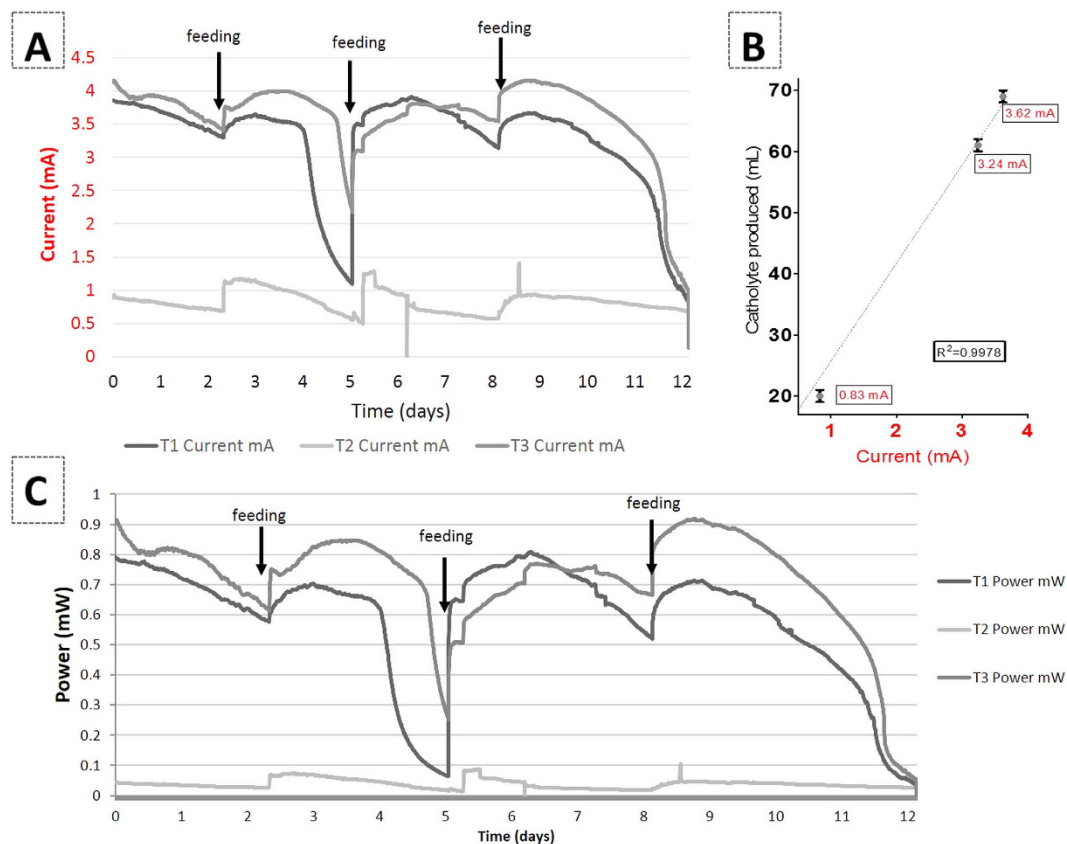 A
feeding
feeding
feeding
4.5
4
3.5
3
2.5
2
1.5
1
0.5
0
Current (mA)
0 1 2 3 4 5 6 7 8 9 10 11 12
Time (days)
T1 Current mA T2 Current mA T3 Current mA
B
70
60
50
40
30
20
Catholyte produced (mL)
3.62 mA
3.24 mA
R²=0.9978
0.83 mA
1 2 3 4
Current (mA)
C
feeding
feeding
feeding
1
0.9
0.8
0.7
0.6
0.5
0.4
0.3
0.2
0.1
0
Power (mW)
0 1 2 3 4 5 6 7 8 9 10 11 12
Time (days)
T1 Power mW
T2 Power mW
T3 Power mW